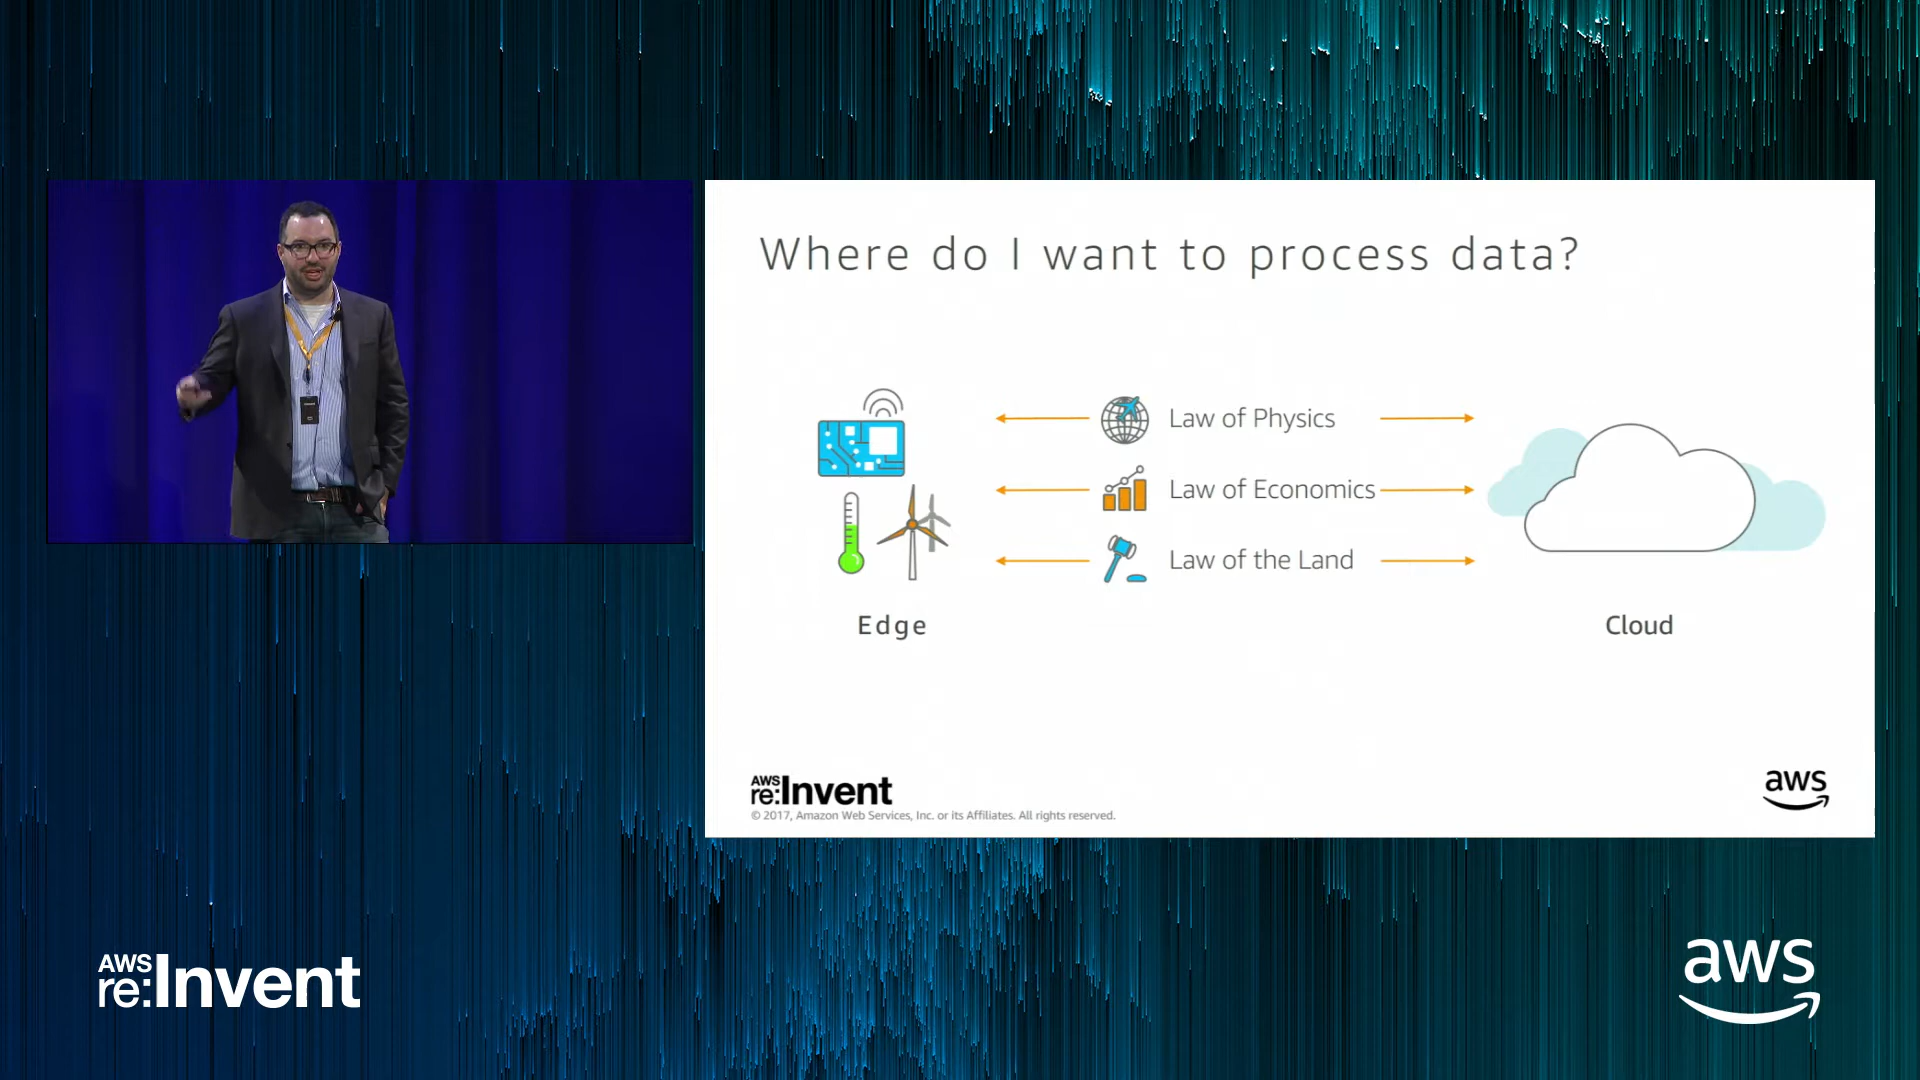 Where do I want to process data?
Law of Physics
Law of Economics
Law of the Land
Edge
Cloud
AWS
re:Invent
© 2017, Amazon Web Services, Inc. or its Affiliates. All rights reserved.
aws
AWS
re:Invent
aws